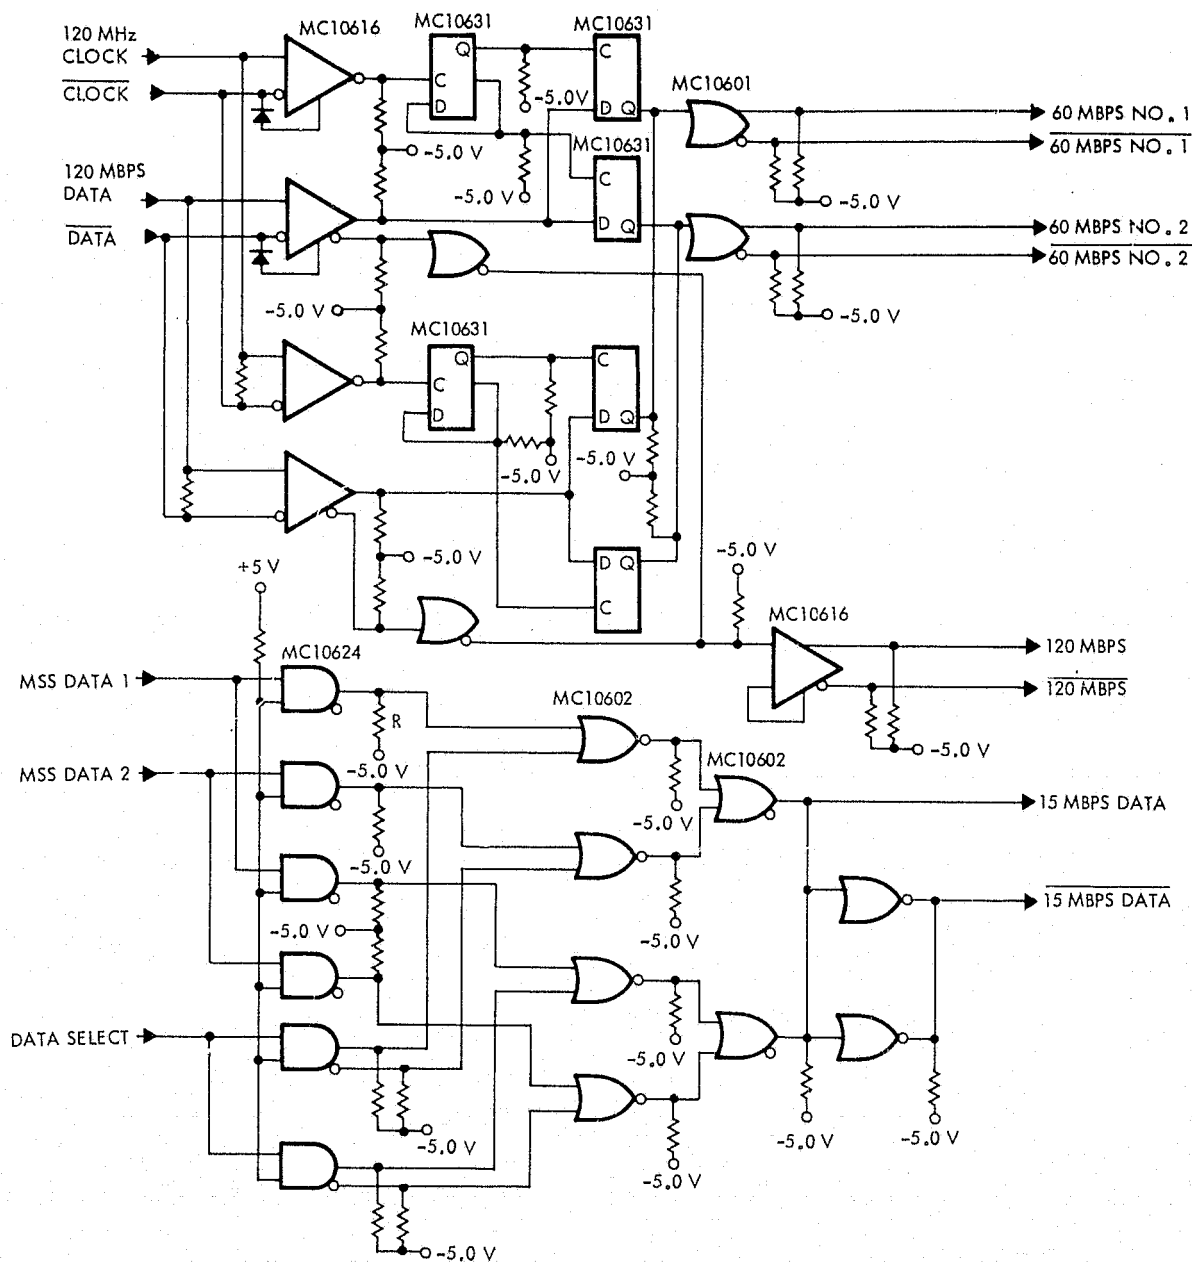 120 MHz
CLOCK
CLOCK
MC10616
MC10631
Q
C
D
-5.0V
MC10631
C
D Q
MC10601
60 MBPS NO. 1
60 MBPS NO. 1
-5.0 V
-5.0 V
-5.0 V
120 MBPS
DATA
DATA
MC10631
C
D Q
60 MBPS NO. 2
60 MBPS NO. 2
-5.0 V
-5.0 V
MC10631
Q
C
D
C
D Q
-5.0 V
-5.0 V
-5.0 V
D Q
C
-5.0 V
+5 V
MC10616
120 MBPS
120 MBPS
-5.0 V
MC10624
MSS DATA 1
R
-5.0 V
MC10602
MC10602
MSS DATA 2
-5.0 V
-5.0 V
15 MBPS DATA
-5.0 V
15 MBPS DATA
-5.0 V
-5.0 V
DATA SELECT
-5.0 V
-5.0 V
-5.0 V
-5.0 V
-5.0 V
-5.0 V